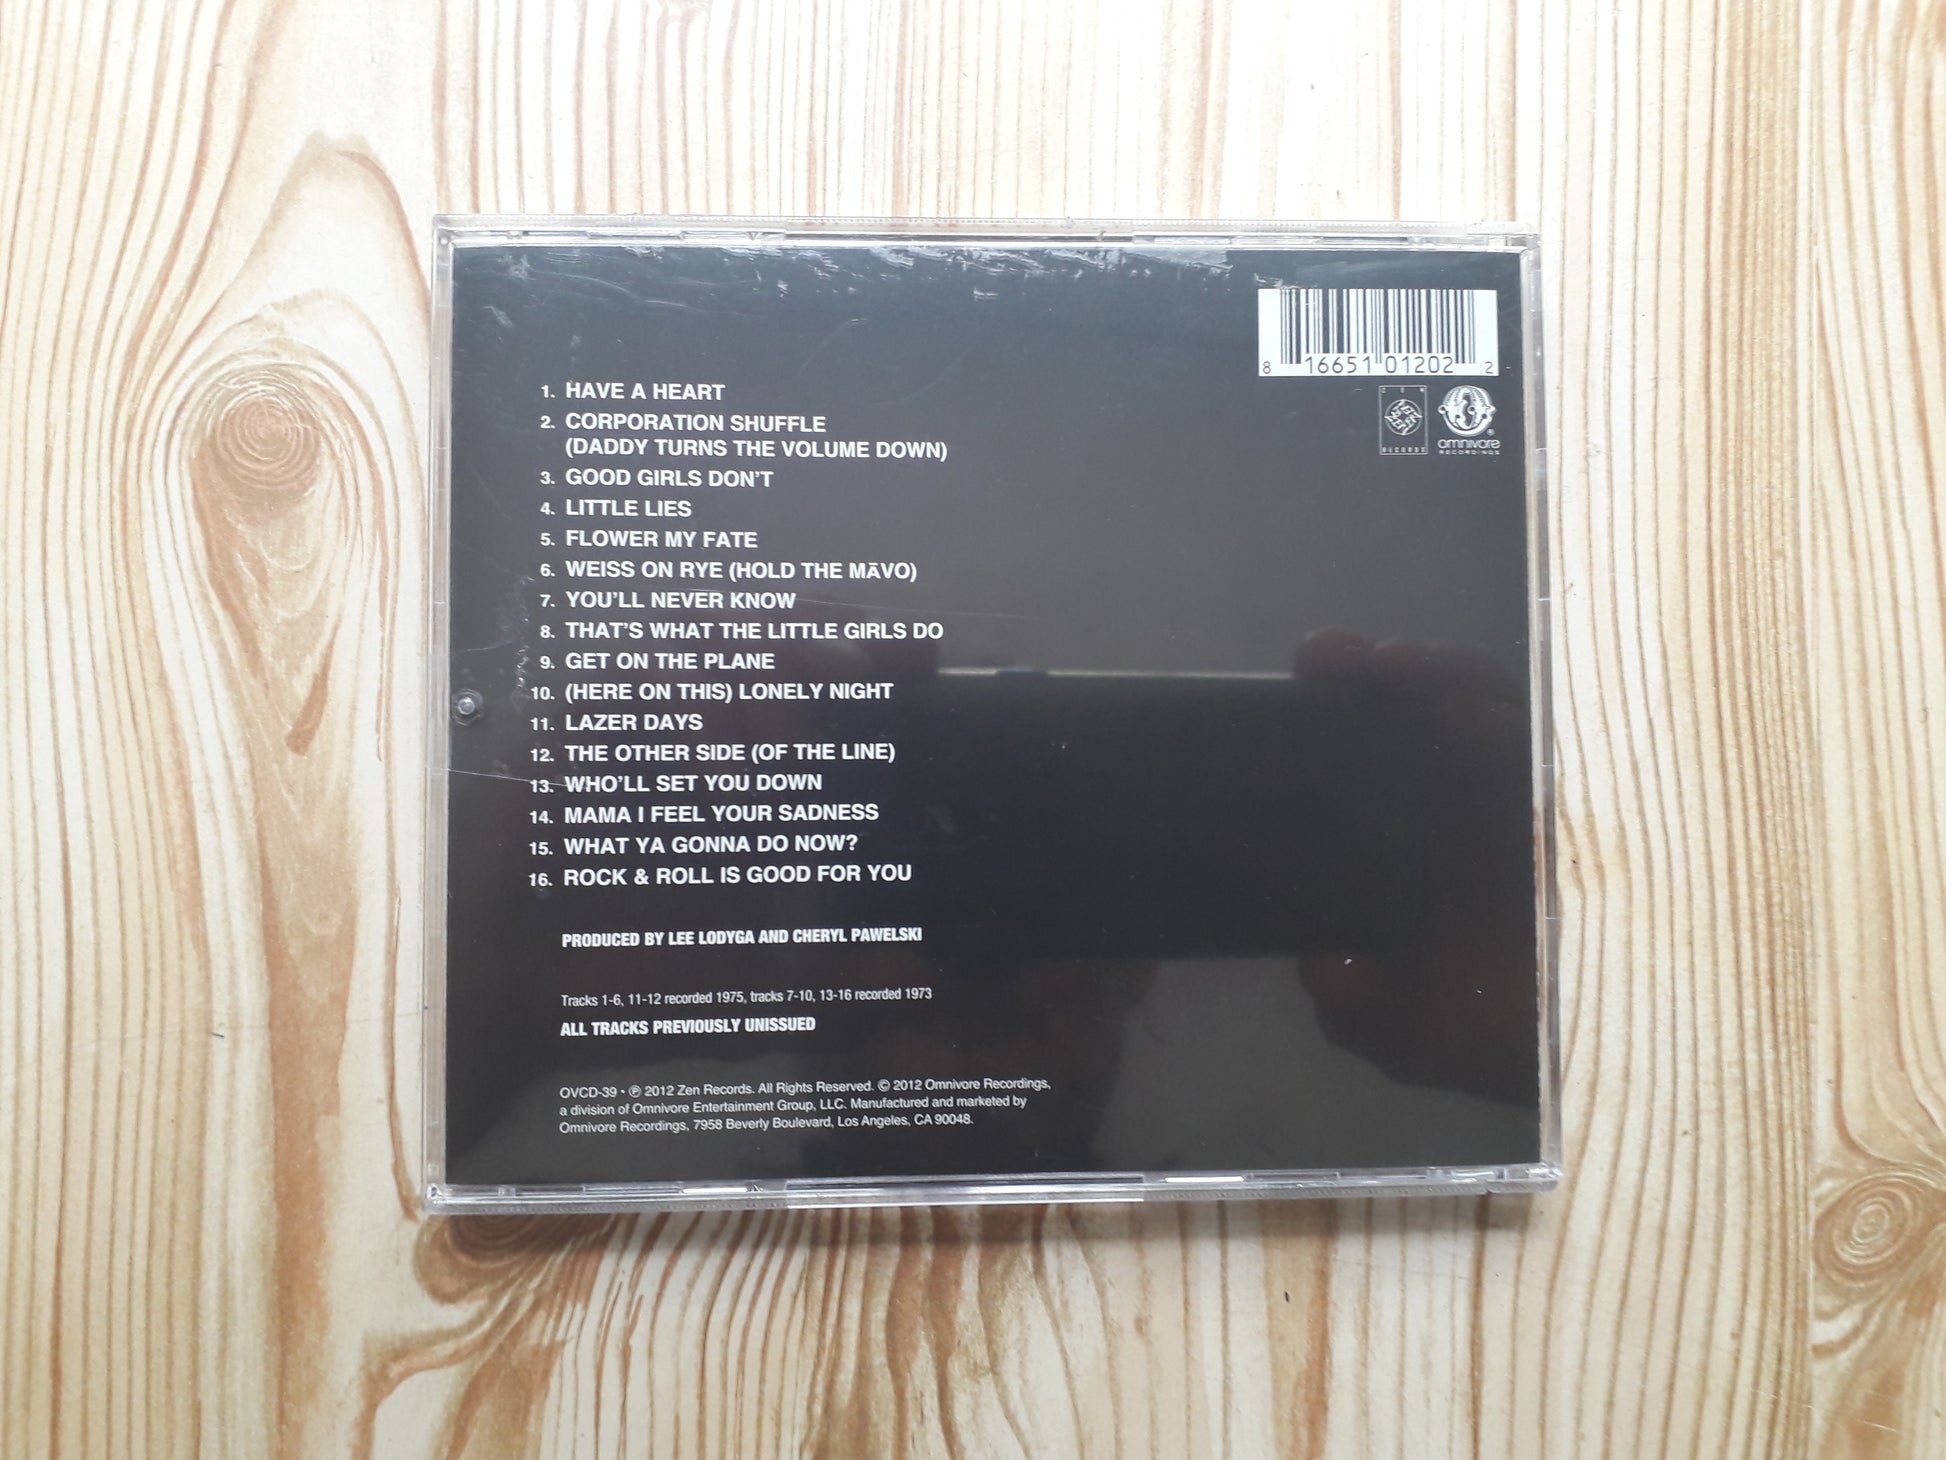 8 16651 01202 2
ZEN
RECORDS
omnivore
RECORDINGS
1. HAVE A HEART
2. CORPORATION SHUFFLE
(DADDY TURNS THE VOLUME DOWN)
3. GOOD GIRLS DON'T
4. LITTLE LIES
5. FLOWER MY FATE
6. WEISS ON RYE (HOLD THE MĀVO)
7. YOU'LL NEVER KNOW
8. THAT'S WHAT THE LITTLE GIRLS DO
9. GET ON THE PLANE
10. (HERE ON THIS) LONELY NIGHT
11. LAZER DAYS
12. THE OTHER SIDE (OF THE LINE)
13. WHO'LL SET YOU DOWN
14. MAMA I FEEL YOUR SADNESS
15. WHAT YA GONNA DO NOW?
16. ROCK & ROLL IS GOOD FOR YOU
PRODUCED BY LEE LODYGA AND CHERYL PAWELSKI
Tracks 1-6, 11-12 recorded 1975, tracks 7-10, 13-16 recorded 1973
ALL TRACKS PREVIOUSLY UNISSUED
OVCD-39 • ℗ 2012 Zen Records. All Rights Reserved. © 2012 Omnivore Recordings,
a division of Omnivore Entertainment Group, LLC. Manufactured and marketed by
Omnivore Recordings, 7958 Beverly Boulevard, Los Angeles, CA 90048.